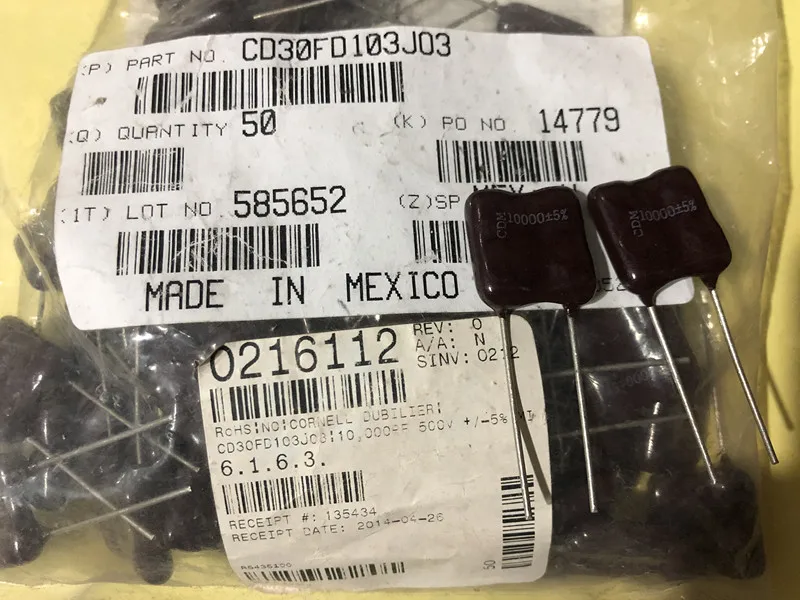 (P) PART NO. CD30FD103J03
(Q) QUANTITY 50
(K) PO NO. 14779
(1T) LOT NO. 585652
(Z) SP
MADE IN MEXICO
CDM 10000±5%
CDM 10000±5%
0216112
REV: 0
A/A: N
SINV: 0212
RoHS|NO|CORNELL DUBILIER|
CD30FD103J03|10,000PF 500V +/-5%
6.1.6.3.
RECEIPT #: 135434
RECEIPT DATE: 2014-04-26
50